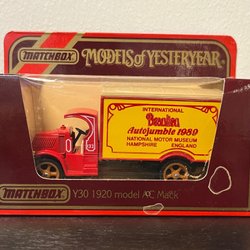 MATCHBOX MODELS of YESTERYEAR
INTERNATIONAL
Beaulieu
Autojumble 1989
NATIONAL MOTOR MUSEUM
HAMPSHIRE ENGLAND
MATCHBOX Y30 1920 model AC Mack